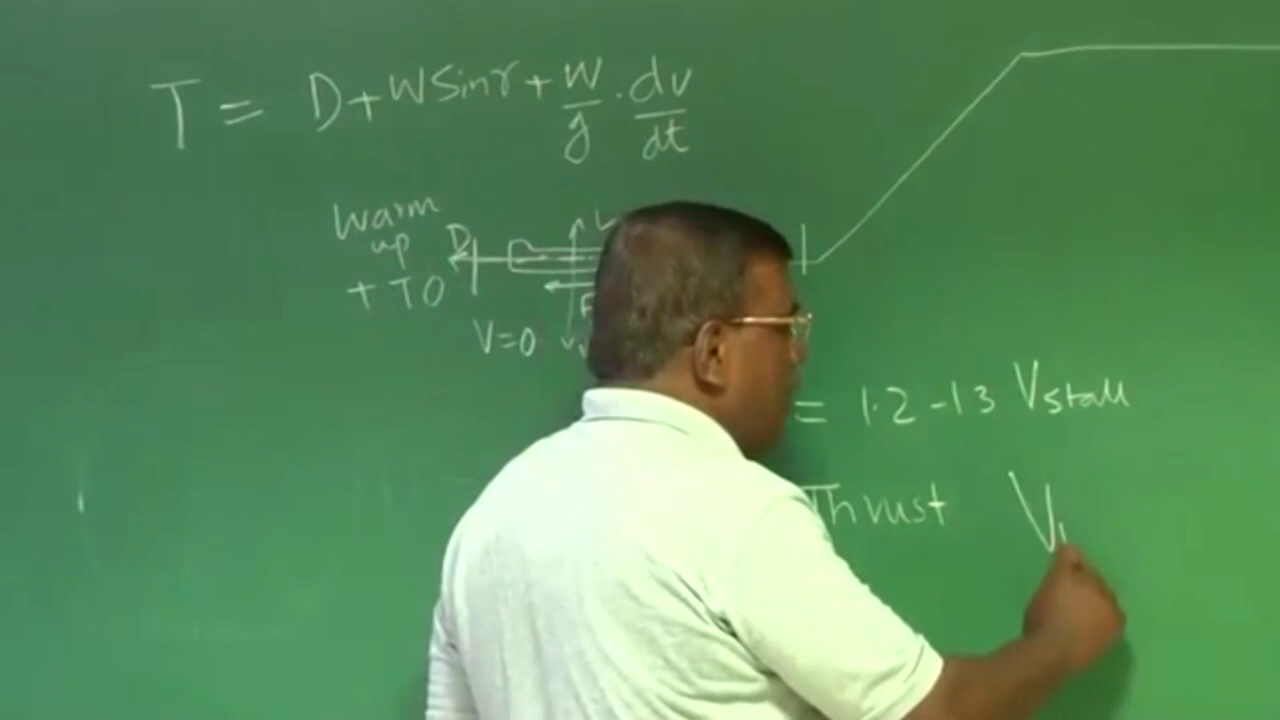 T = D + W Sin γ + W/g · dv/dt
Warm
up
+ TO
D
L
V=0
= 1.2 - 1.3 Vstall
Thrust